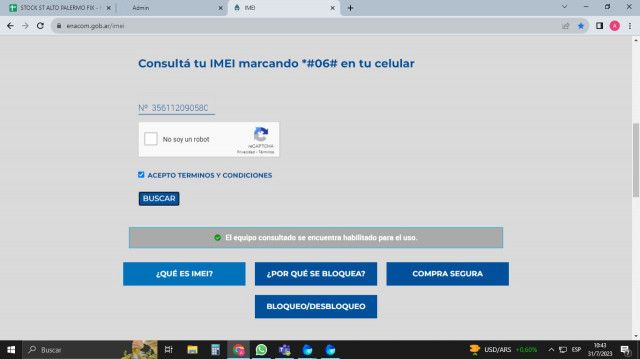 STOCK ST ALTO PALERMO FIX -
Admin
IMEI
enacom.gob.ar/imei
A
Consultá tu IMEI marcando *#06# en tu celular
Nº 35611209058C
No soy un robot
reCAPTCHA
Privacidad - Términos
ACEPTO TERMINOS Y CONDICIONES
BUSCAR
El equipo consultado se encuentra habilitado para el uso.
¿QUÉ ES IMEI?
¿POR QUÉ SE BLOQUEA?
COMPRA SEGURA
BLOQUEO/DESBLOQUEO
Buscar
USD/ARS +0,60%
ESP
10:43
31/7/2023